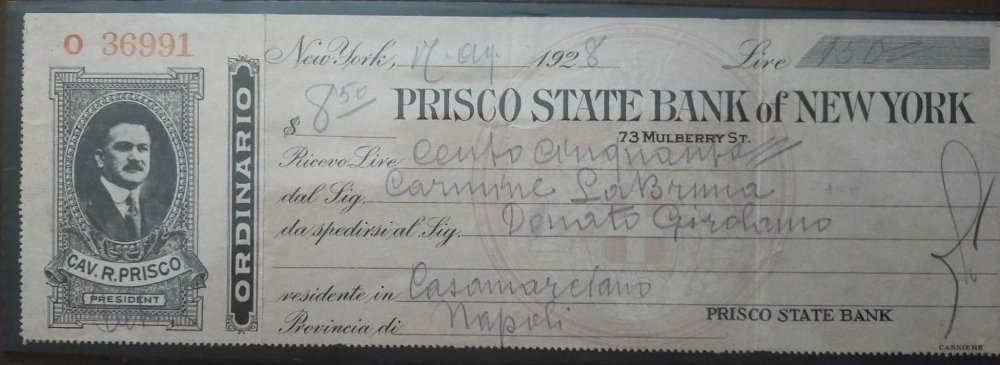 O 36991
CAV. R. PRISCO
PRESIDENT
ORDINARIO
New York, 17. ag. 1928 Lire 150-
$ 8 50
PRISCO STATE BANK of NEW YORK
73 MULBERRY ST.
Ricevo Lire Cento Cinquanta
dal Sig. Carmine LaBruna
da spedirsi al Sig. Donato Girolamo
residente in Casamarciano
Provincia di Napoli
PRISCO STATE BANK
CASSIERE